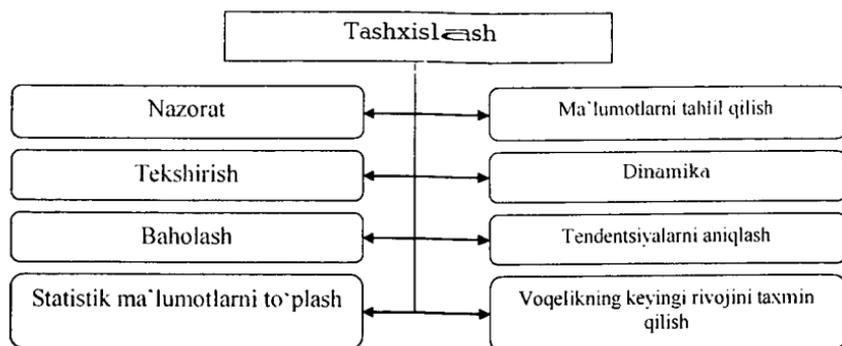 Tashxislash
Nazorat
Ma`lumotlarni tahlil qilish
Tekshirish
Dinamika
Baholash
Tendentsiyalarni aniqlash
Statistik ma`lumotlarni to`plash
Voqelikning keyingi rivojini taxmin
qilish